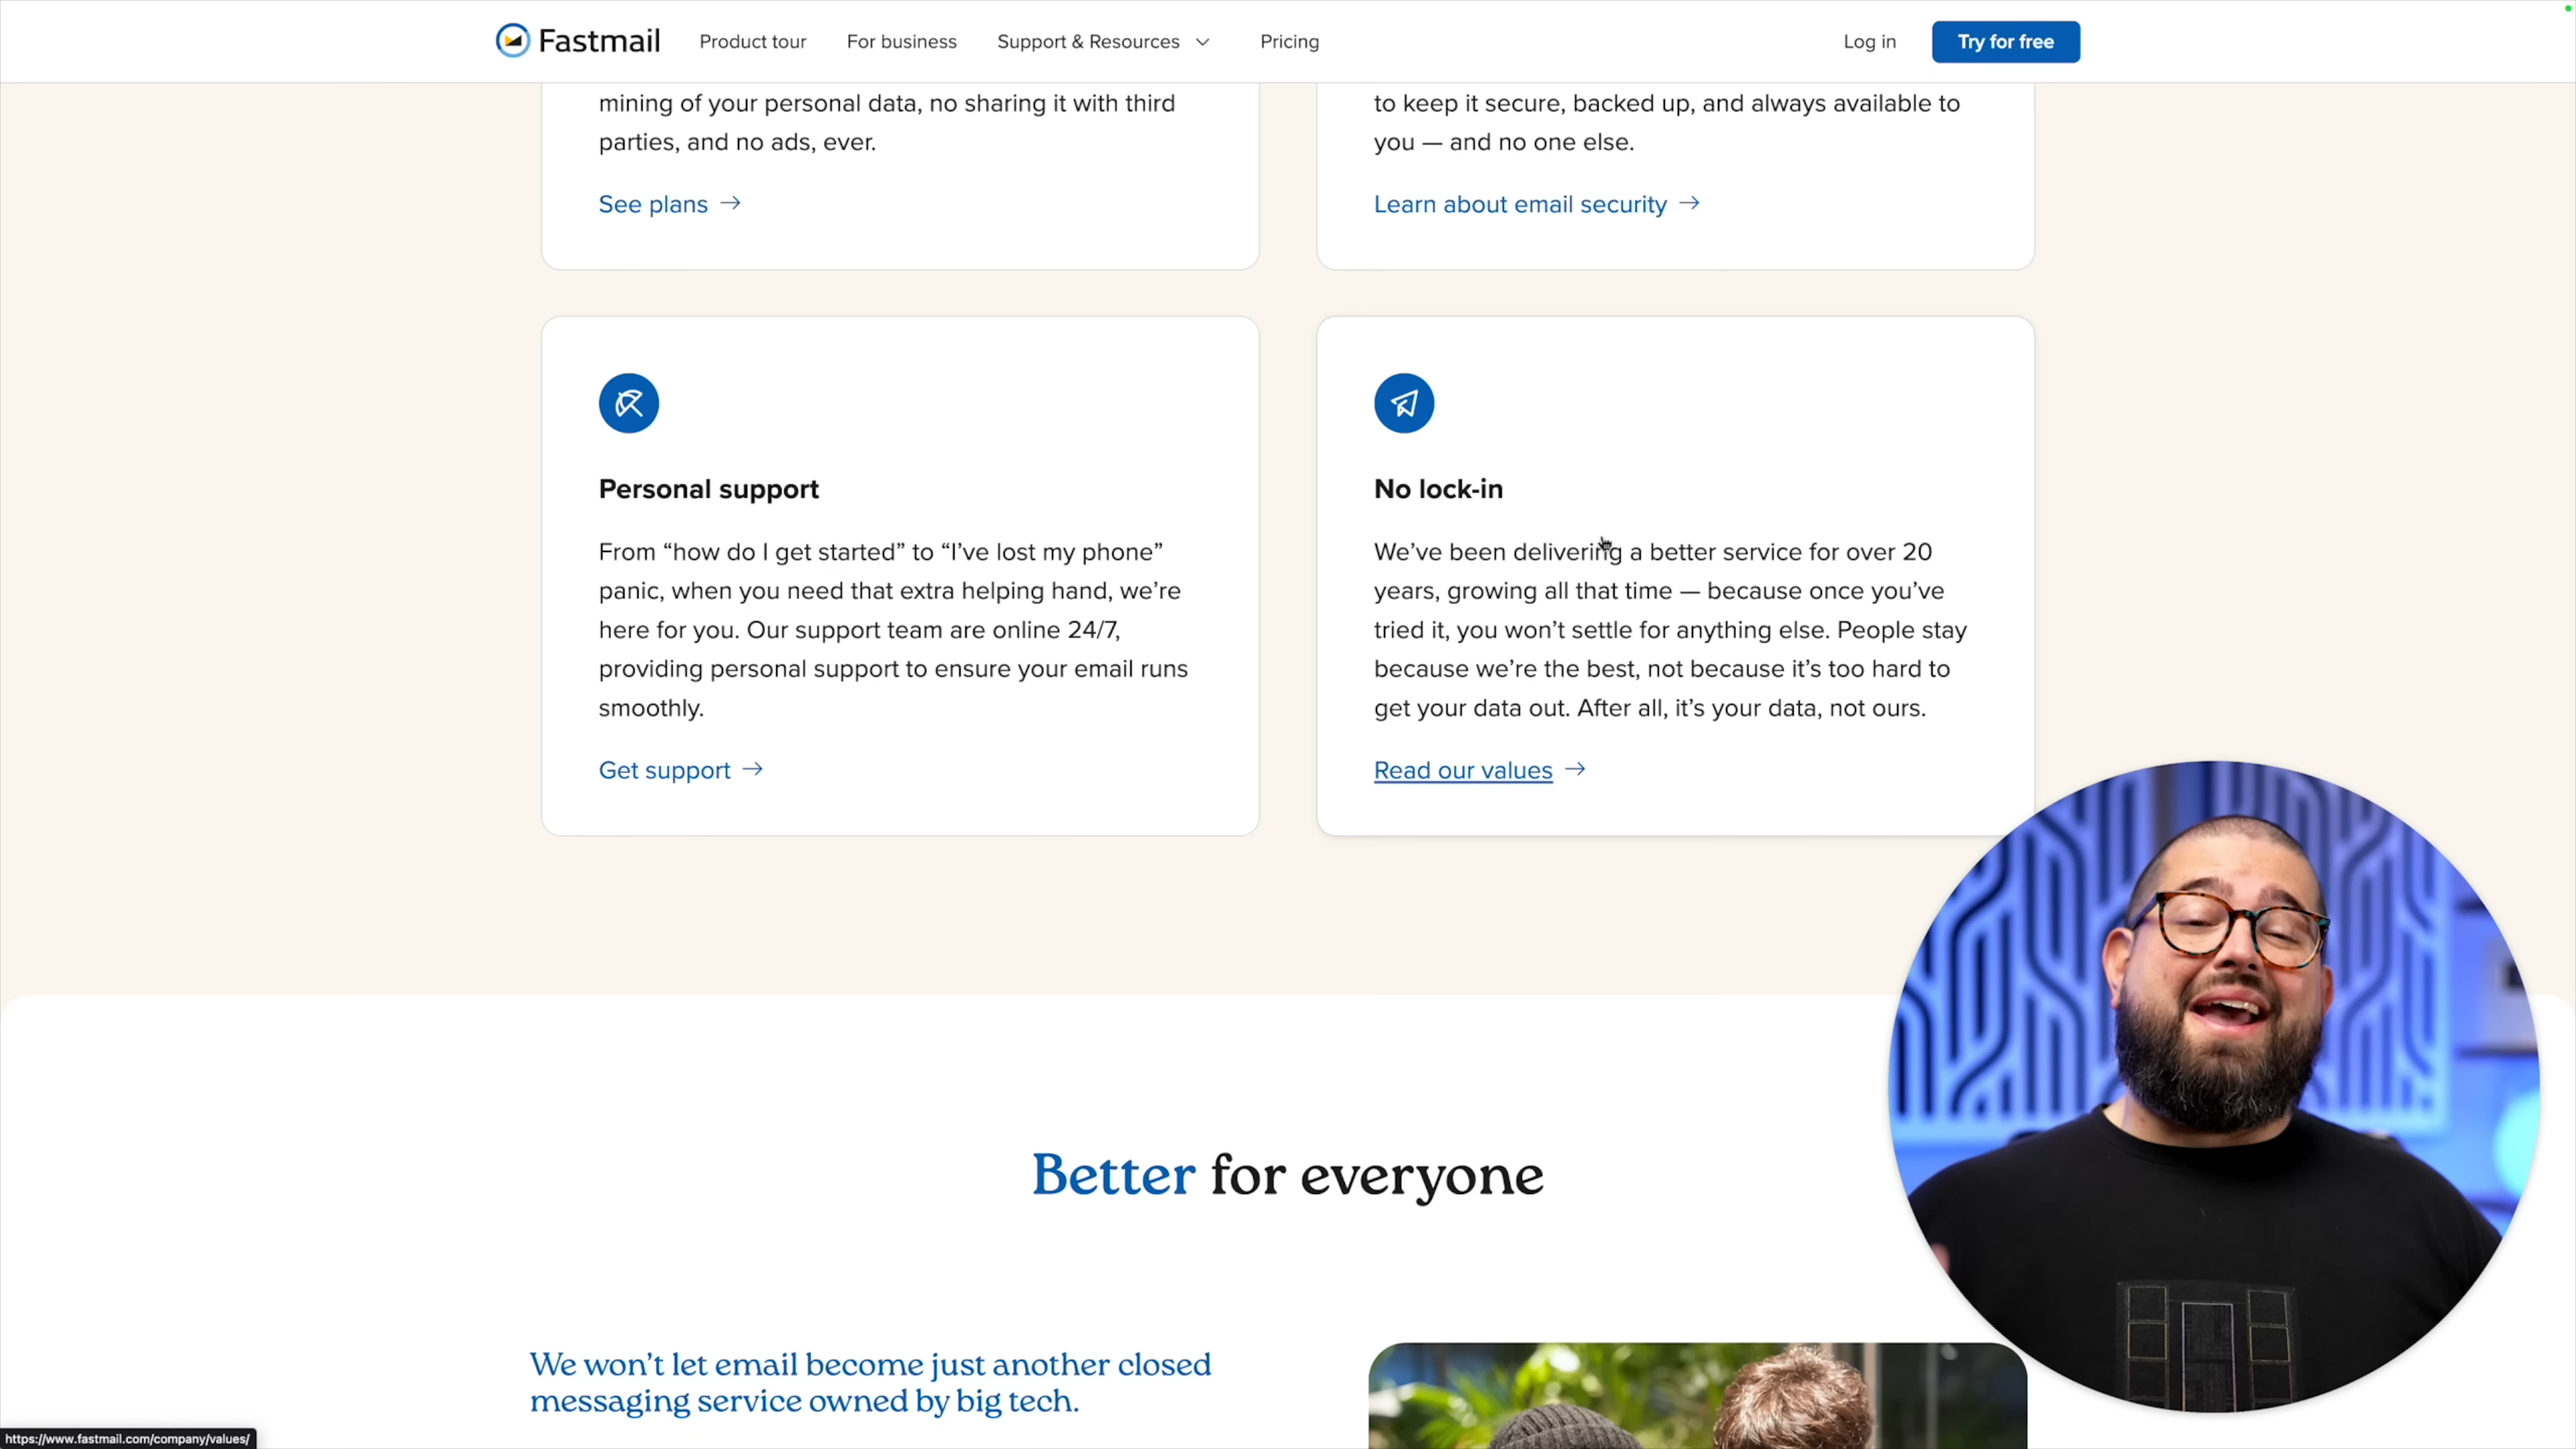 Fastmail
Product tour
For business
Support & Resources
Pricing
Log in
Try for free
mining of your personal data, no sharing it with third
parties, and no ads, ever.
See plans →
to keep it secure, backed up, and always available to
you — and no one else.
Learn about email security →
Personal support
From “how do I get started” to “I’ve lost my phone”
panic, when you need that extra helping hand, we’re
here for you. Our support team are online 24/7,
providing personal support to ensure your email runs
smoothly.
Get support →
No lock-in
We’ve been delivering a better service for over 20
years, growing all that time — because once you’ve
tried it, you won’t settle for anything else. People stay
because we’re the best, not because it’s too hard to
get your data out. After all, it’s your data, not ours.
Read our values →
Better for everyone
We won’t let email become just another closed
messaging service owned by big tech.
https://www.fastmail.com/company/values/